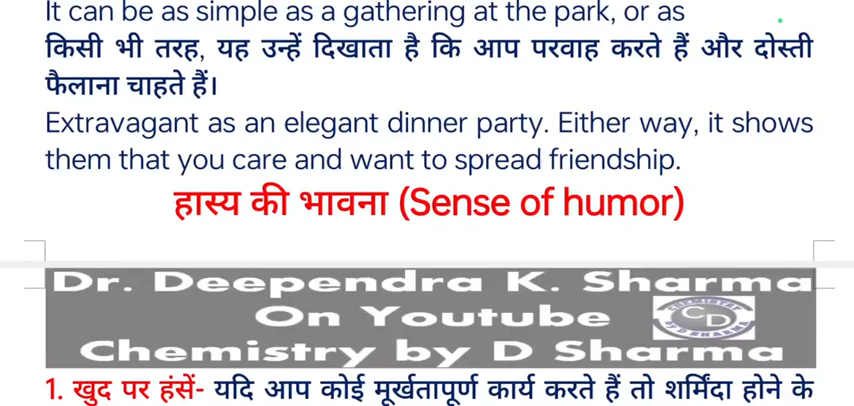 It can be as simple as a gathering at the park, or as
किसी भी तरह, यह उन्हें दिखाता है कि आप परवाह करते हैं और दोस्ती
फैलाना चाहते हैं।
Extravagant as an elegant dinner party. Either way, it shows
them that you care and want to spread friendship.
हास्य की भावना (Sense of humor)
Dr. Deependra K. Sharma
On Youtube
CHEMISTRY
CD
BY D SHARMA
Chemistry by D Sharma
1. खुद पर हंसें- यदि आप कोई मूर्खतापूर्ण कार्य करते हैं तो शर्मिंदा होने के